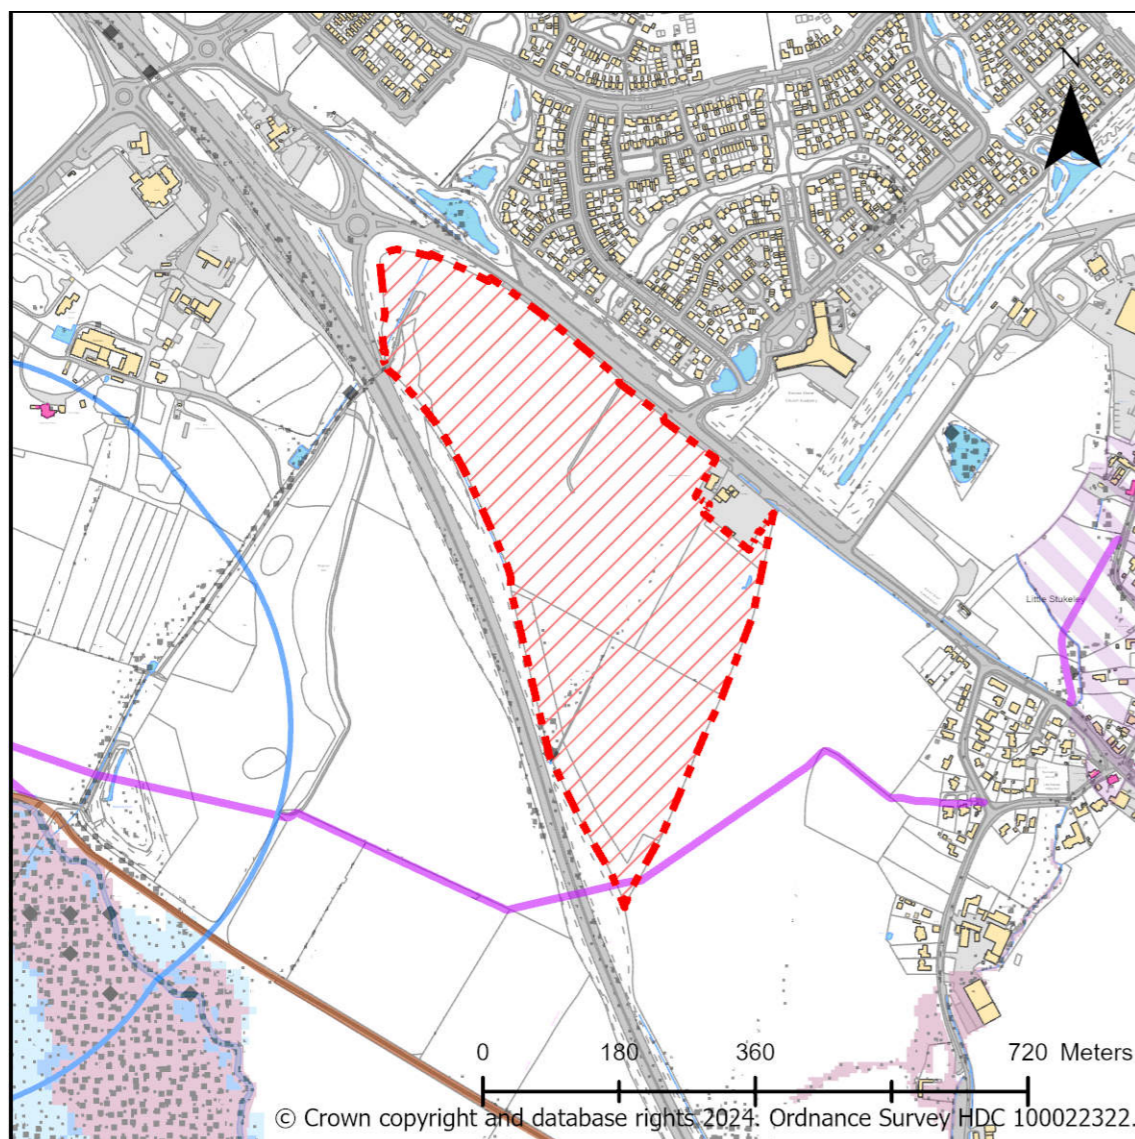 N
Little Stukeley
0 180 360 720 Meters
© Crown copyright and database rights 2024. Ordnance Survey HDC 100022322.